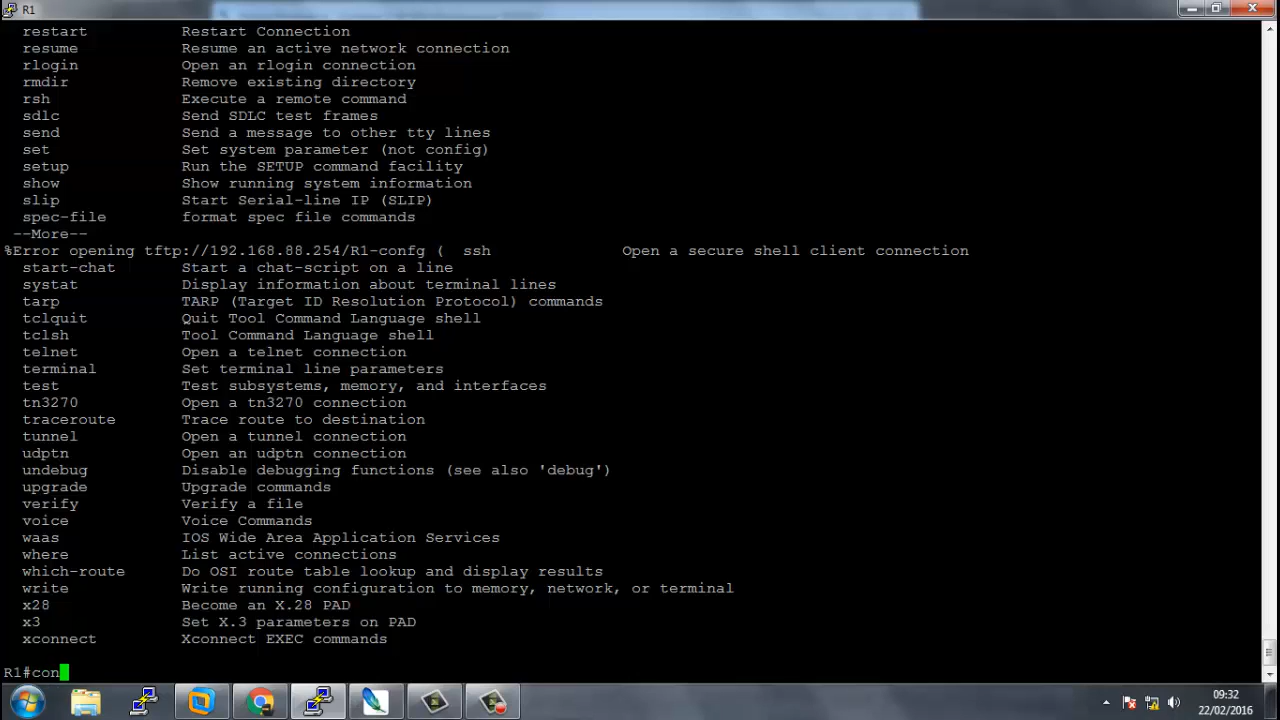 R1
restart Restart Connection
resume Resume an active network connection
rlogin Open an rlogin connection
rmdir Remove existing directory
rsh Execute a remote command
sdlc Send SDLC test frames
send Send a message to other tty lines
set Set system parameter (not config)
setup Run the SETUP command facility
show Show running system information
slip Start Serial-line IP (SLIP)
spec-file format spec file commands
--More--
%Error opening tftp://192.168.88.254/R1-confg ( ssh Open a secure shell client connection
start-chat Start a chat-script on a line
systat Display information about terminal lines
tarp TARP (Target ID Resolution Protocol) commands
tclquit Quit Tool Command Language shell
tclsh Tool Command Language shell
telnet Open a telnet connection
terminal Set terminal line parameters
test Test subsystems, memory, and interfaces
tn3270 Open a tn3270 connection
traceroute Trace route to destination
tunnel Open a tunnel connection
udptn Open an udptn connection
undebug Disable debugging functions (see also 'debug')
upgrade Upgrade commands
verify Verify a file
voice Voice Commands
waas IOS Wide Area Application Services
where List active connections
which-route Do OSI route table lookup and display results
write Write running configuration to memory, network, or terminal
x28 Become an X.28 PAD
x3 Set X.3 parameters on PAD
xconnect Xconnect EXEC commands
R1#con
09:32
22/02/2016